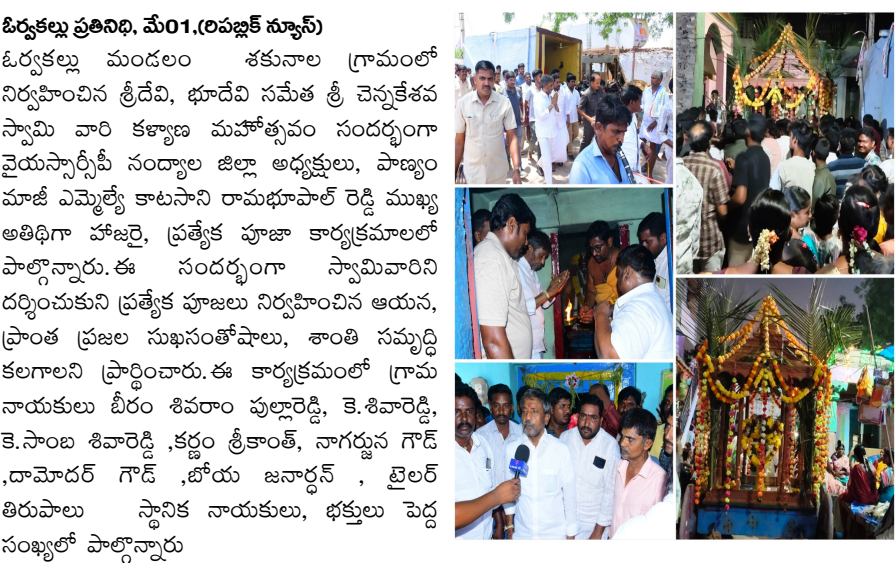 ఓర్వకల్లు ప్రతినిధి, మే01,(రిపబ్లిక్ న్యూస్)
ఓర్వకల్లు మండలం శకునాల గ్రామంలో
నిర్వహించిన శ్రీదేవి, భూదేవి సమేత శ్రీ చెన్నకేశవ
స్వామి వారి కళ్యాణ మహోత్సవం సందర్భంగా
వైయస్సార్సీపీ నంద్యాల జిల్లా అధ్యక్షులు, పాణ్యం
మాజీ ఎమ్మెల్యే కాటసాని రామభూపాల్ రెడ్డి ముఖ్య
అతిథిగా హాజరై, ప్రత్యేక పూజా కార్యక్రమాలలో
పాల్గొన్నారు.ఈ సందర్భంగా స్వామివారిని
దర్శించుకుని ప్రత్యేక పూజలు నిర్వహించిన ఆయన,
ప్రాంత ప్రజల సుఖసంతోషాలు, శాంతి సమృద్ధి
కలగాలని ప్రార్థించారు.ఈ కార్యక్రమంలో గ్రామ
నాయకులు బీరం శివరాం పుల్లారెడ్డి, కె.శివారెడ్డి,
కె.సాంబ శివారెడ్డి ,కర్ణం శ్రీకాంత్, నాగర్జున గౌడ్
,దామోదర్ గౌడ్ ,బోయ జనార్ధన్ , టైలర్
తిరుపాలు స్థానిక నాయకులు, భక్తులు పెద్ద
సంఖ్యలో పాల్గొన్నారు